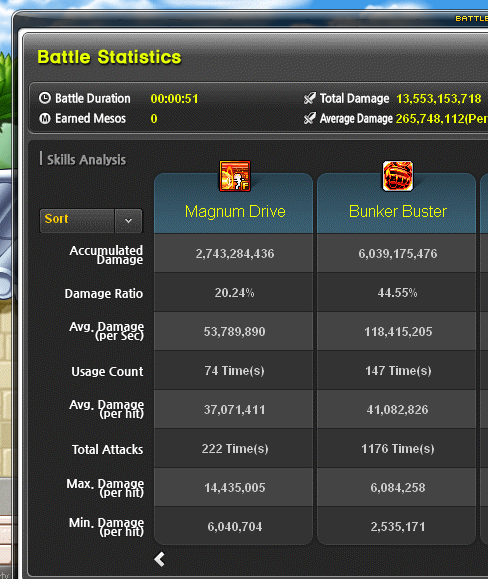 BATTLE
Battle Statistics
Battle Duration 00:00:51 Total Damage 13,553,153,718
Earned Mesos 0 Average Damage 265,748,112(Per
Skills Analysis
Magnum Drive Bunker Buster
Sort
Accumulated Damage 2,743,284,436 6,039,175,476
Damage Ratio 20.24% 44.55%
Avg. Damage (per Sec) 53,789,890 118,415,205
Usage Count 74 Time(s) 147 Time(s)
Avg. Damage (per hit) 37,071,411 41,082,826
Total Attacks 222 Time(s) 1176 Time(s)
Max. Damage (per hit) 14,435,005 6,084,258
Min. Damage (per hit) 6,040,704 2,535,171